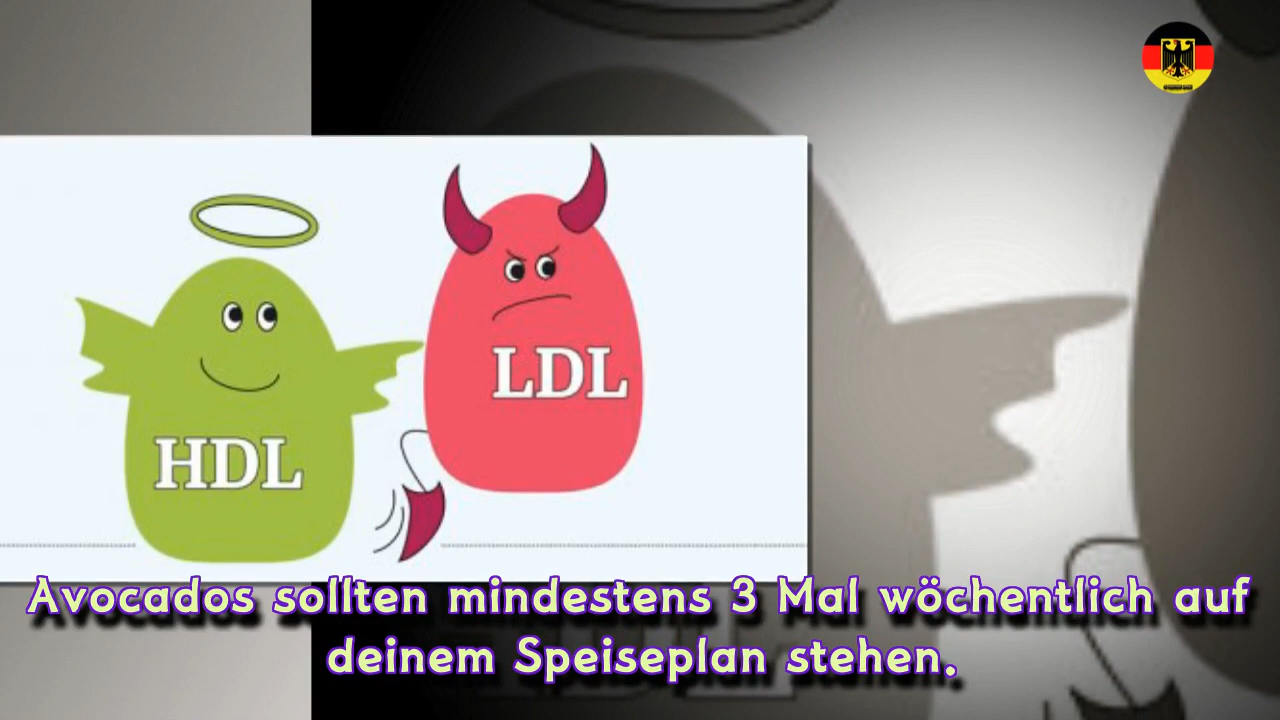 HDL
LDL
Avocados sollten mindestens 3 Mal wöchentlich auf
deinem Speiseplan stehen.